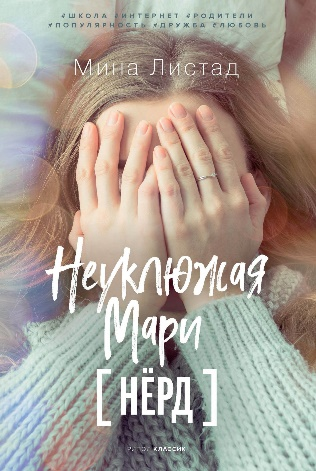 #ШКОЛА #ИНТЕРНЕТ #РОДИТЕЛИ
#ПОПУЛЯРНОСТЬ #ДРУЖБА #ЛЮБОВЬ
Мина Листад
Неуклюжая
Мари
[НЁРД]
КЛАССИК